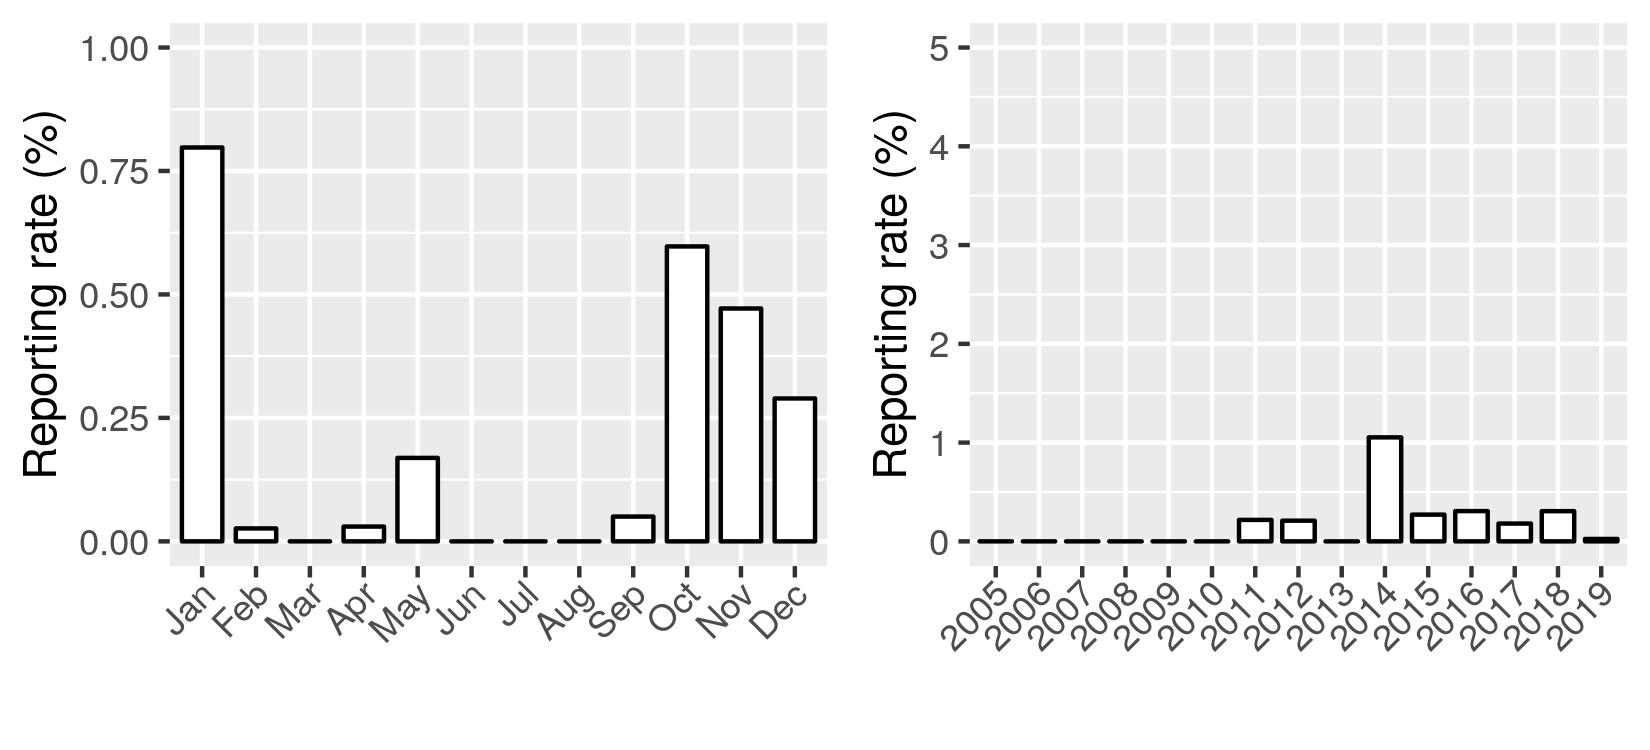 Reporting rate (%)
1.00
0.75
0.50
0.25
0.00
Jan Feb Mar Apr May Jun Jul Aug Sep Oct Nov Dec
Reporting rate (%)
5
4
3
2
1
0
2005 2006 2007 2008 2009 2010 2011 2012 2013 2014 2015 2016 2017 2018 2019